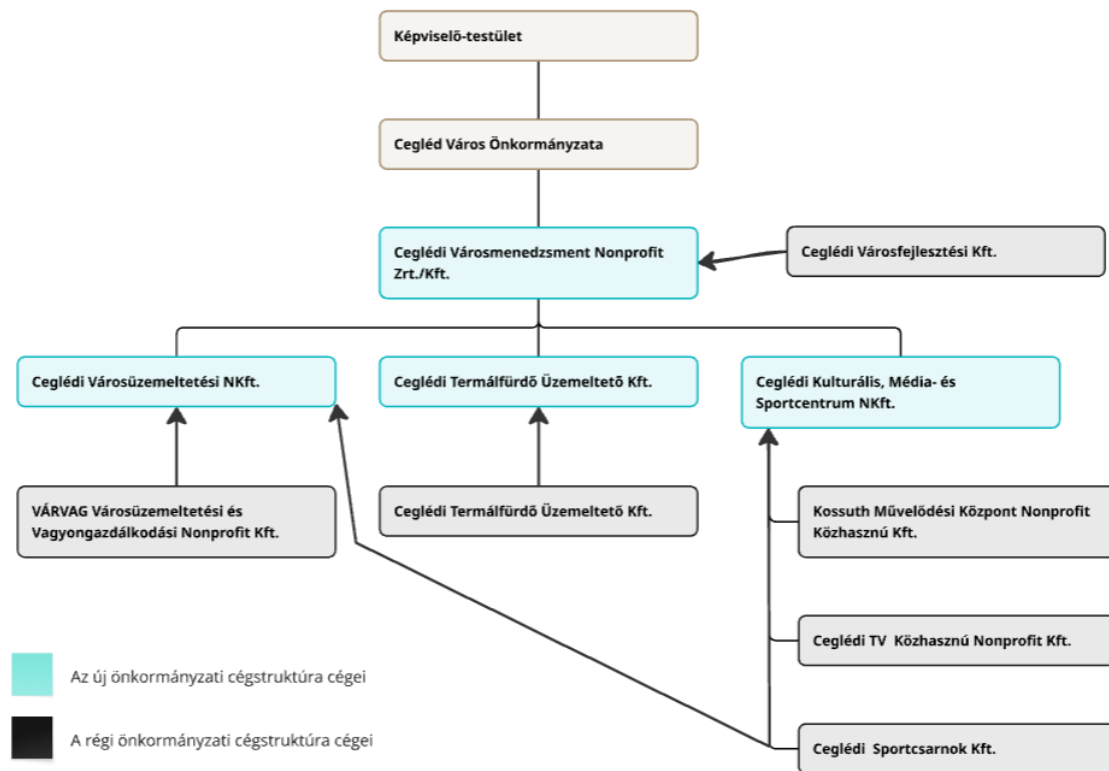 Képviselő-testület
Cegléd Város Önkormányzata
Ceglédi Városmenedzsment Nonprofit
Zrt./Kft.
Ceglédi Városfejlesztési Kft.
Ceglédi Városüzemeltetési NKft.
Ceglédi Termálfürdő Üzemeltető Kft.
Ceglédi Kulturális, Média- és
Sportcentrum NKft.
VÁRVAG Városüzemeltetési és
Vagyongazdálkodási Nonprofit Kft.
Ceglédi Termálfürdő Üzemeltető Kft.
Kossuth Művelődési Központ Nonprofit
Közhasznú Kft.
Ceglédi TV  Közhasznú Nonprofit Kft.
Ceglédi  Sportcsarnok Kft.
Az új önkormányzati cégstruktúra cégei
A régi önkormányzati cégstruktúra cégei